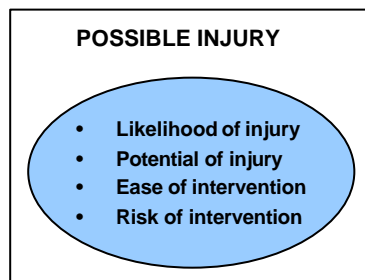 POSSIBLE INJURY
• Likelihood of injury
• Potential of injury
• Ease of intervention
• Risk of intervention